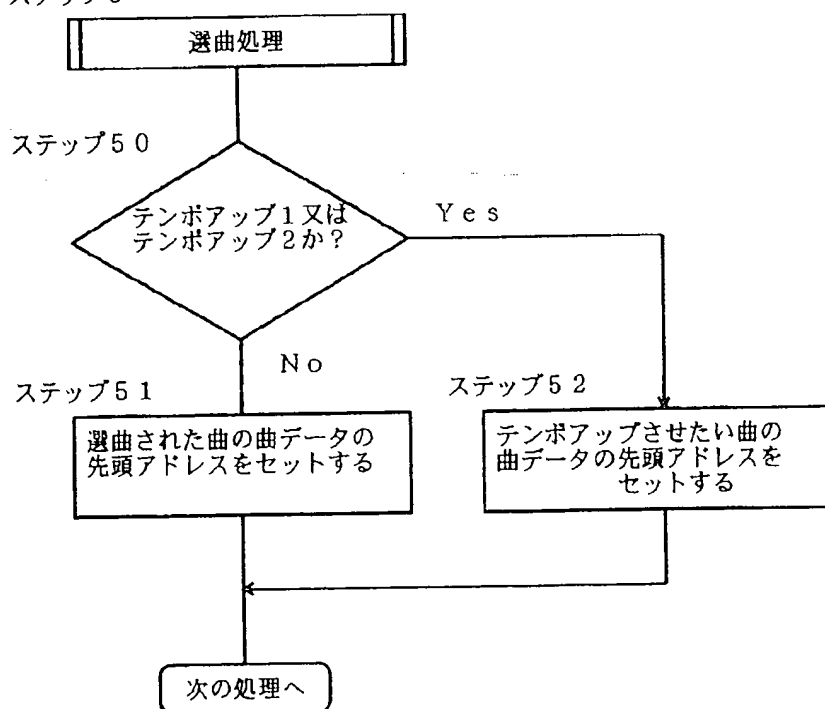 選曲処理
ステップ50
テンポアップ1又は
テンポアップ2か?
Yes
No
ステップ51
選曲された曲の曲データの
先頭アドレスをセットする
ステップ52
テンポアップさせたい曲の
曲データの先頭アドレスを
セットする
次の処理へ